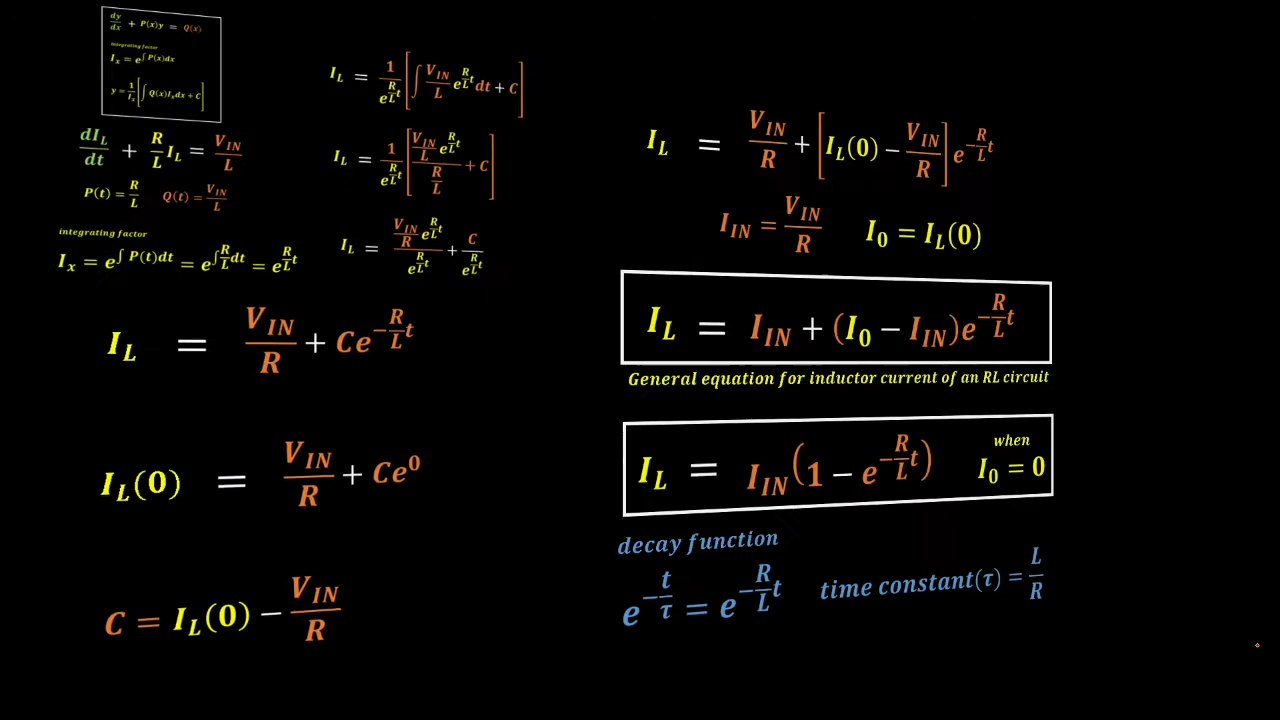 dy/dx + P(x)y = Q(x)
integrating factor
I_x = e^{∫ P(x)dx}
y = 1/I_x [∫ Q(x)I_x dx + C]
dI_L/dt + R/L I_L = V_IN/L
P(t) = R/L   Q(t) = V_IN/L
integrating factor
I_x = e^{∫ P(t)dt} = e^{∫ R/L dt} = e^{R/L t}
I_L = V_IN/R + Ce^{-R/L t}
I_L(0) = V_IN/R + Ce^0
C = I_L(0) − V_IN/R
I_L = 1/e^{R/L t} [∫ V_IN/L e^{R/L t} dt + C]
I_L = 1/e^{R/L t} [(V_IN/L e^{R/L t})/(R/L) + C]
I_L = (V_IN/R e^{R/L t})/e^{R/L t} + C/e^{R/L t}
I_L = V_IN/R + [I_L(0) − V_IN/R] e^{-R/L t}
I_IN = V_IN/R   I_0 = I_L(0)
I_L = I_IN + (I_0 − I_IN)e^{-R/L t}
General equation for inductor current of an RL circuit
I_L = I_IN(1 − e^{-R/L t})   when
I_0 = 0
decay function
e^{-t/τ} = e^{-R/L t}   time constant(τ) = L/R